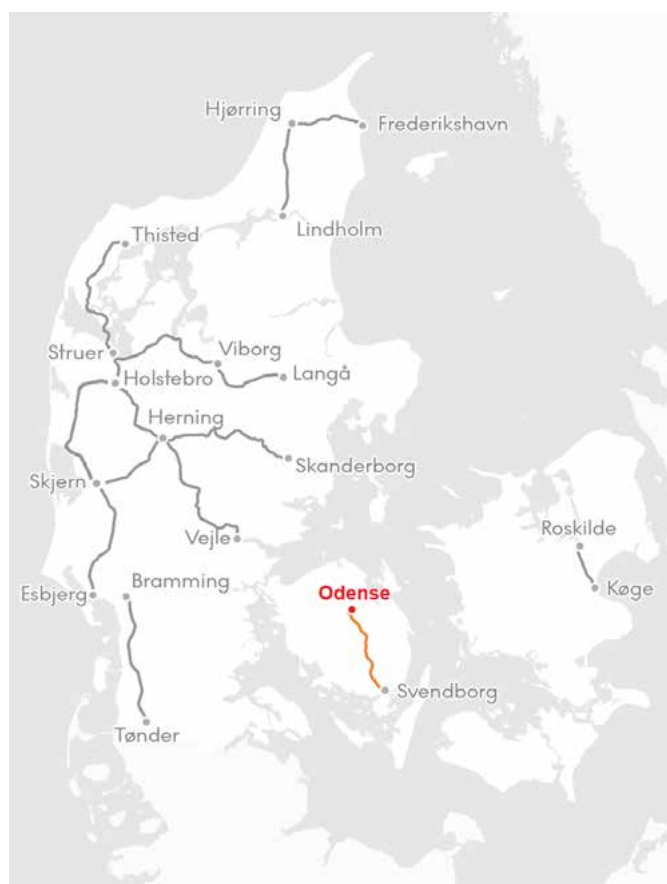 Hjørring
Frederikshavn
Lindholm
Thisted
Struer
Viborg
Holstebro
Langå
Herning
Skanderborg
Skjern
Vejle
Roskilde
Køge
Esbjerg
Bramming
Odense
Svendborg
Tønder